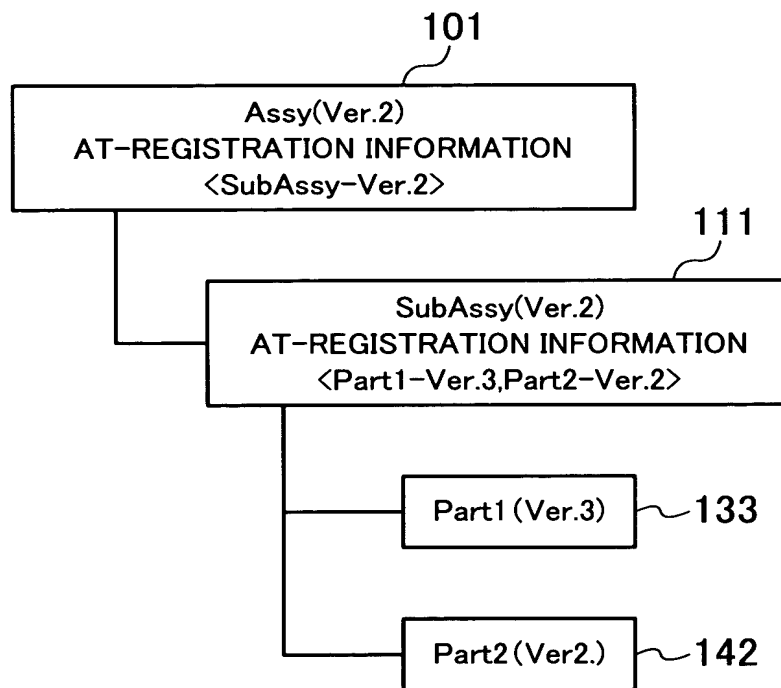 101
Assy(Ver.2)
AT-REGISTRATION INFORMATION
<SubAssy-Ver.2>
111
SubAssy(Ver.2)
AT-REGISTRATION INFORMATION
<Part1-Ver.3,Part2-Ver.2>
Part1(Ver.3) 133
Part2(Ver2.) 142